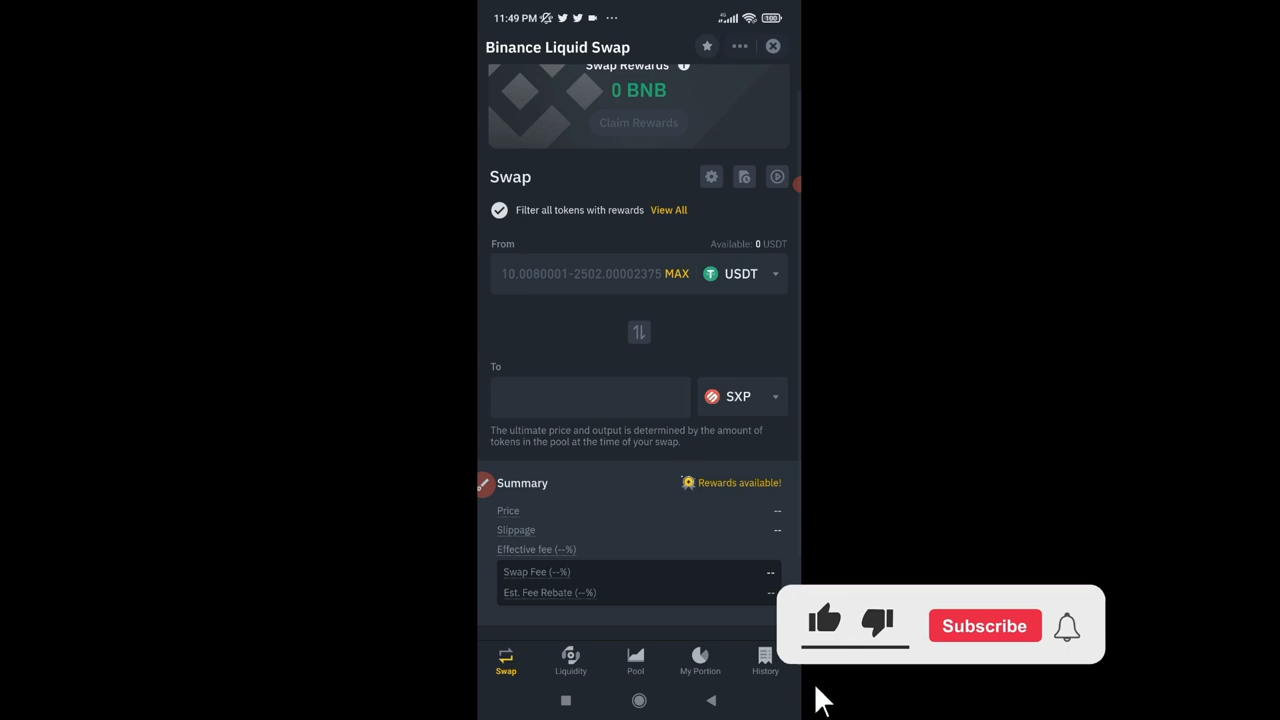 11:49 PM
4G
100
Binance Liquid Swap
Swap Rewards
0 BNB
Claim Rewards
Swap
Filter all tokens with rewards View All
From
Available: 0 USDT
10.0080001-2502.00002375 MAX
USDT
To
SXP
The ultimate price and output is determined by the amount of
tokens in the pool at the time of your swap.
Summary
Rewards available!
Price --
Slippage --
Effective fee (--%)
Swap Fee (--%) --
Est. Fee Rebate (--%) --
Subscribe
Swap
Liquidity
Pool
My Portion
History